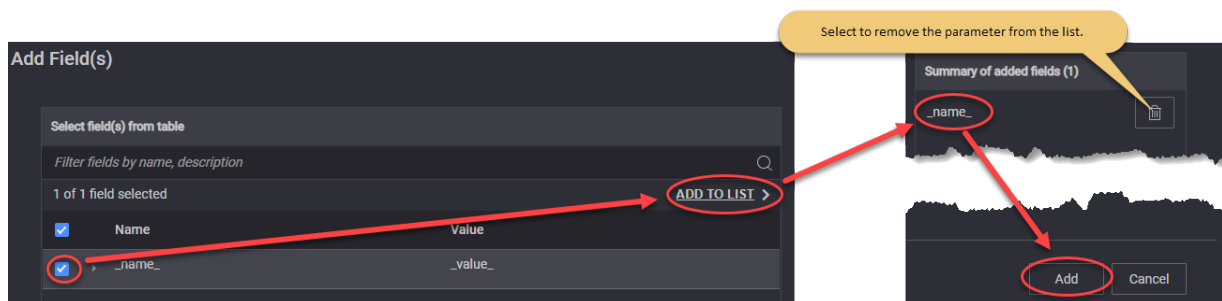 Select to remove the parameter from the list.
Add Field(s)
Select field(s) from table
Filter fields by name, description
1 of 1 field selected
ADD TO LIST >
Name Value
_name_ _value_
Summary of added fields (1)
_name_
Add Cancel